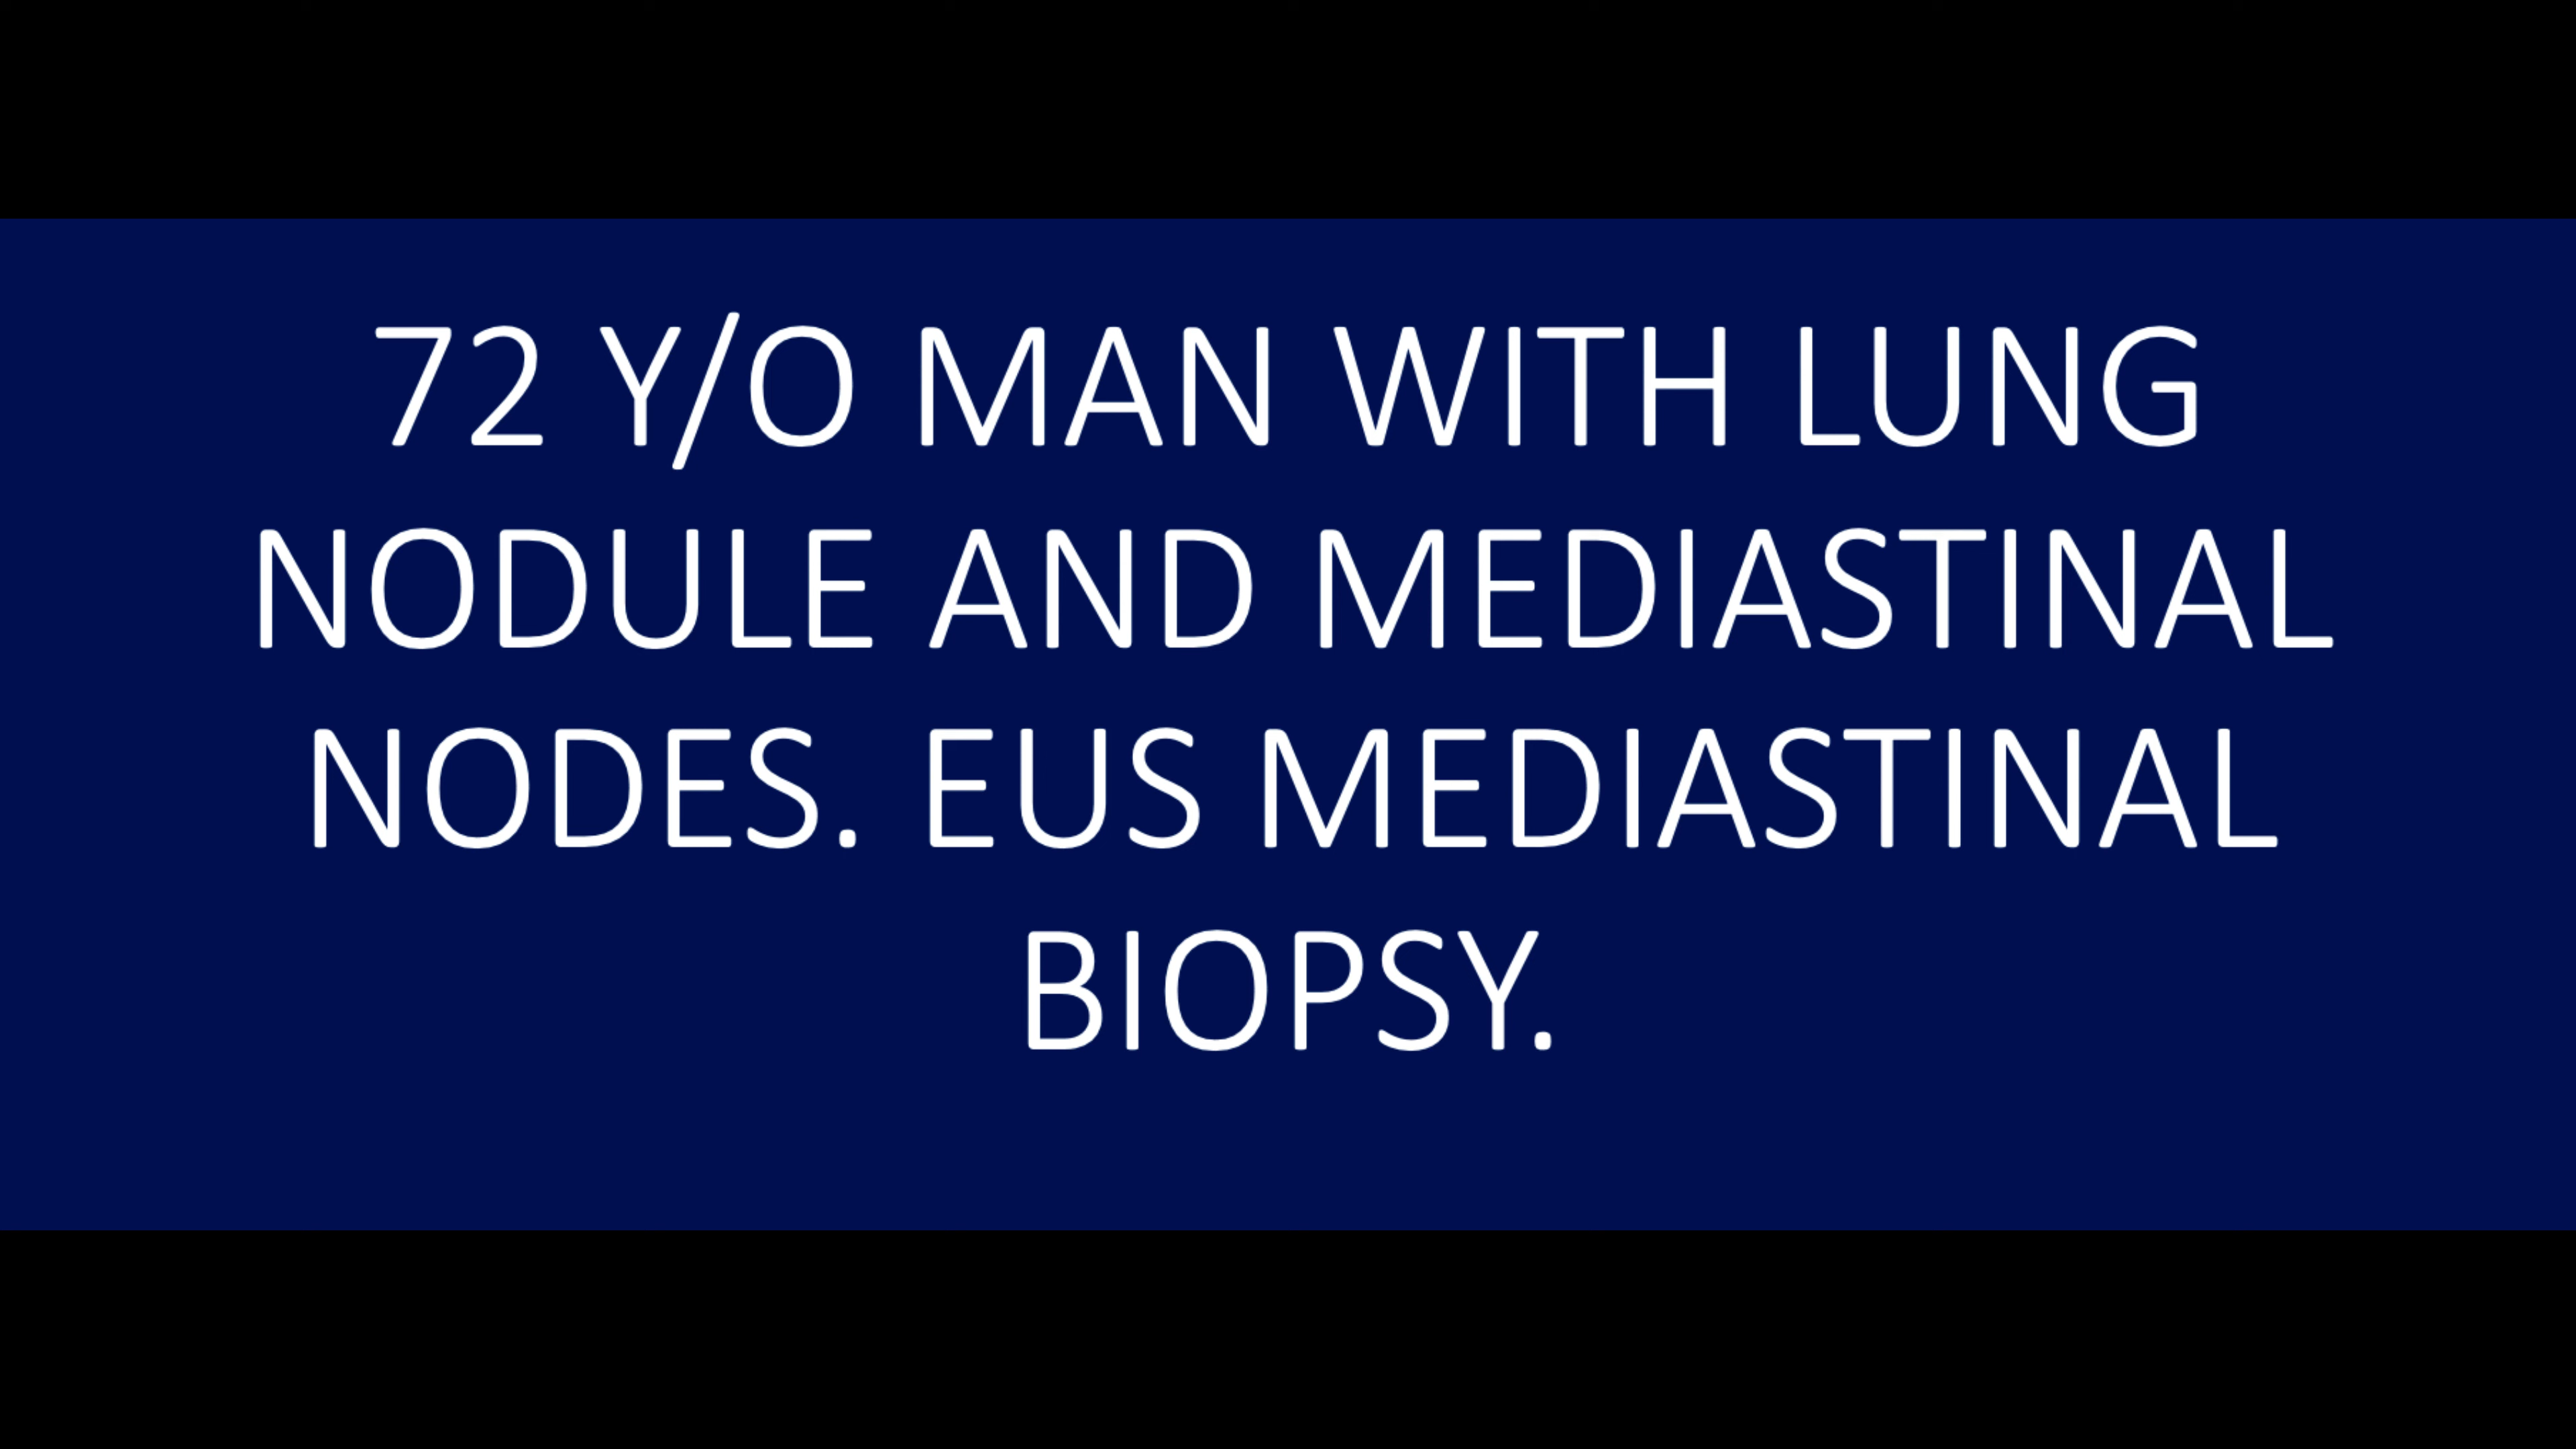 72 Y/O MAN WITH LUNG
NODULE AND MEDIASTINAL
NODES. EUS MEDIASTINAL
BIOPSY.